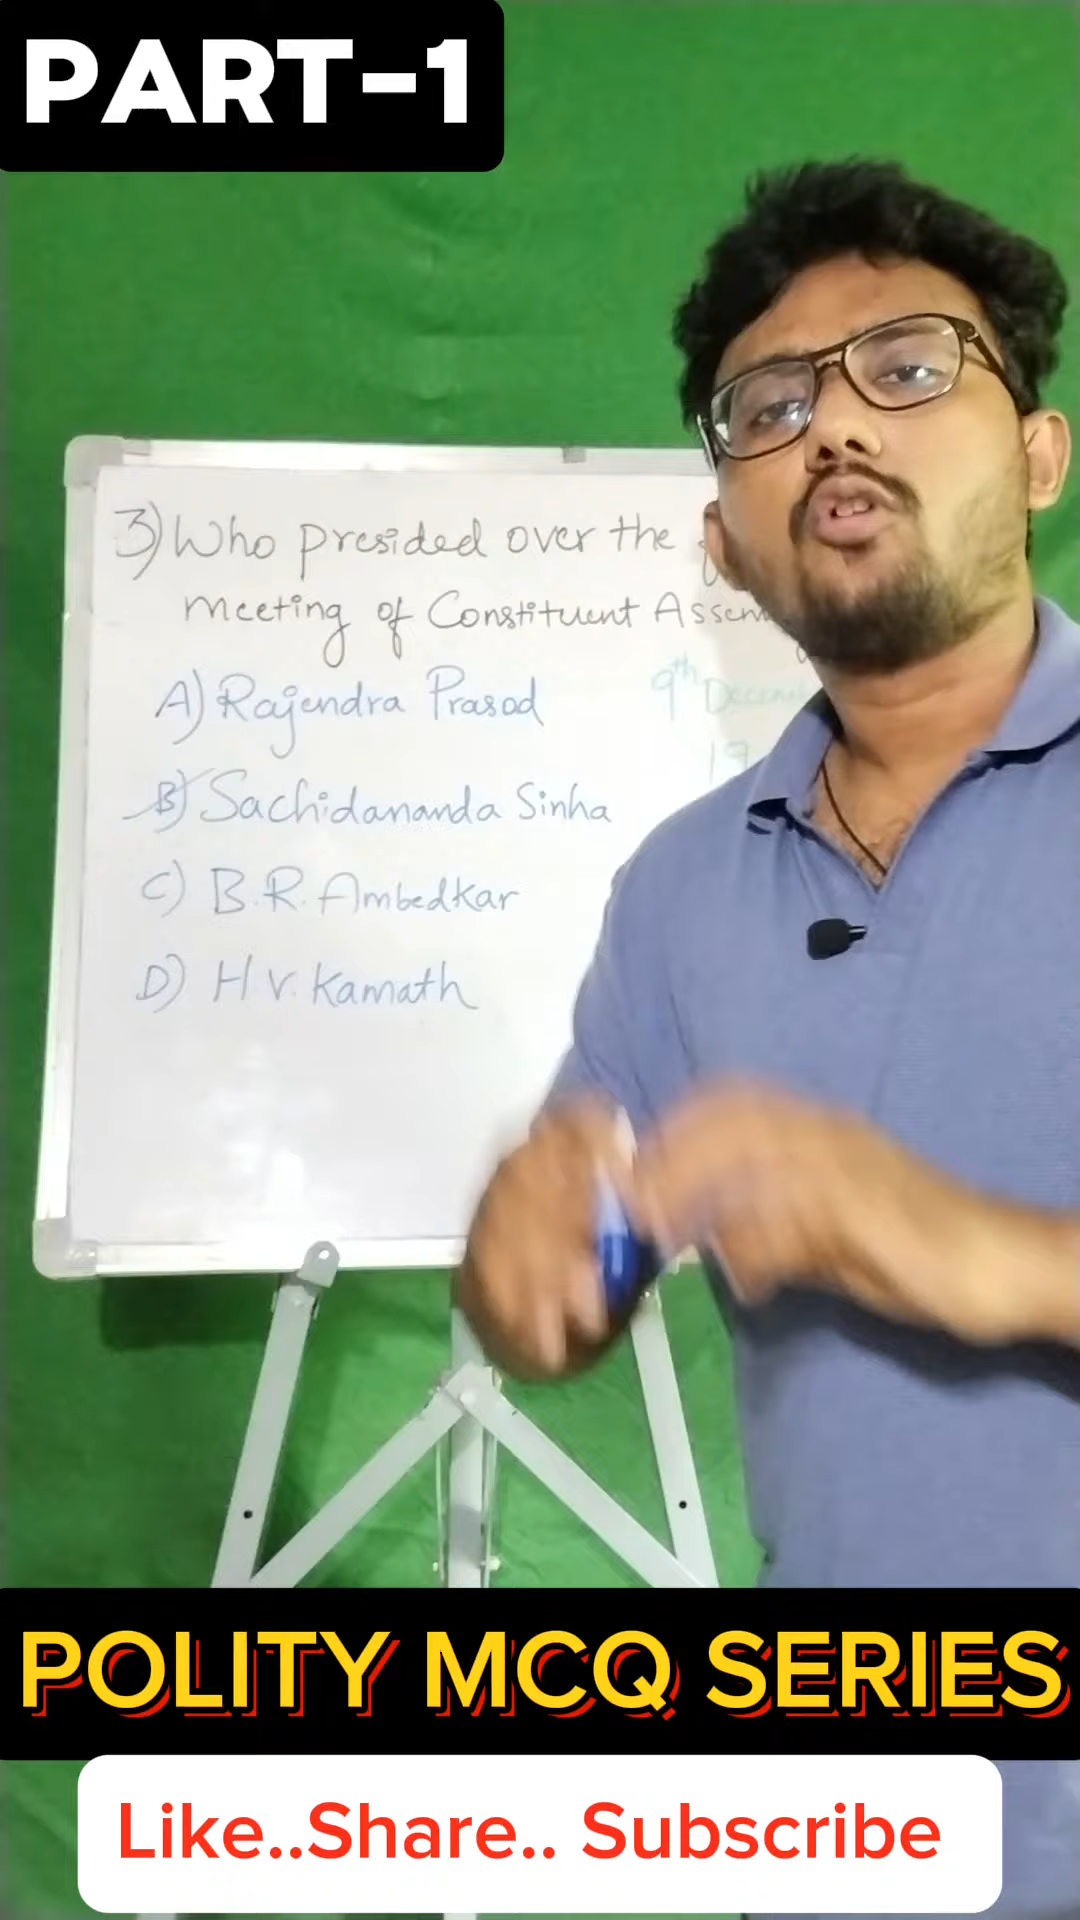 PART-1
3) Who presided over the
meeting of Constituent
A) Rajendra Prasad
9th
B) Sachidananda Sinha
C) B.R. Ambedkar
D) H.V. Kamath
POLITY MCQ SERIES
Like..Share.. Subscribe